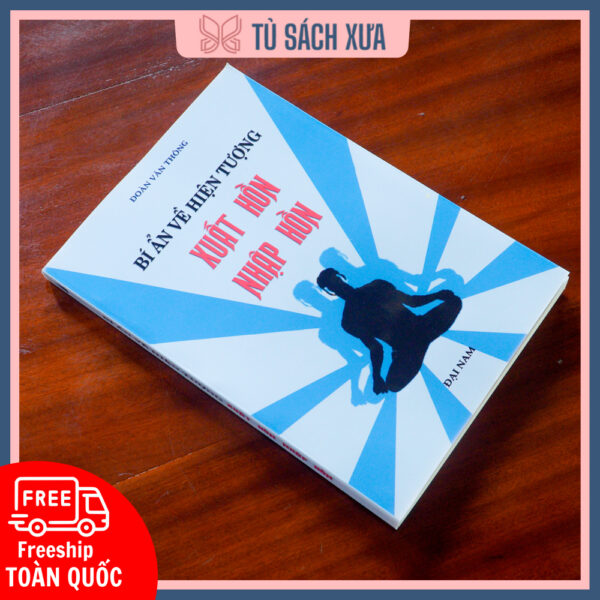 TỦ SÁCH XƯA
ĐOÀN VĂN THÔNG
BÍ ẨN VỀ HIỆN TƯỢNG
XUẤT HỒN
NHẬP HỒN
ĐẠI NAM
FREE
Freeship
TOÀN QUỐC